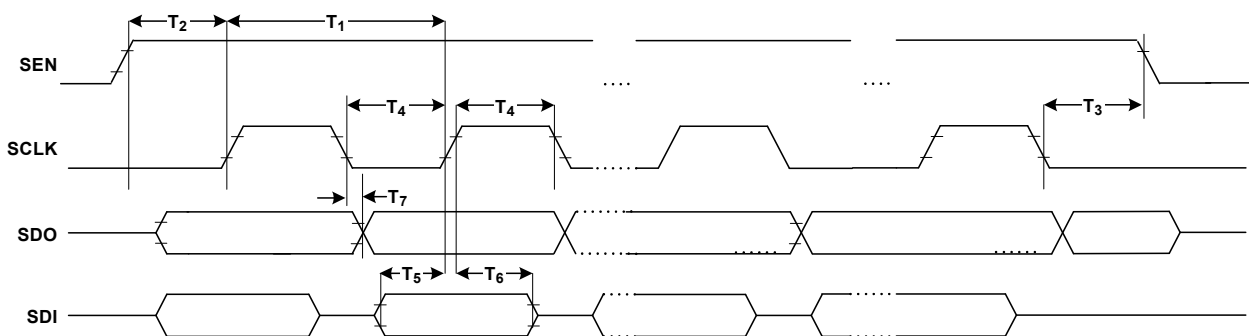 T2 T1
SEN
T4 T4 T3
SCLK
T7
SDO
T5 T6
SDI